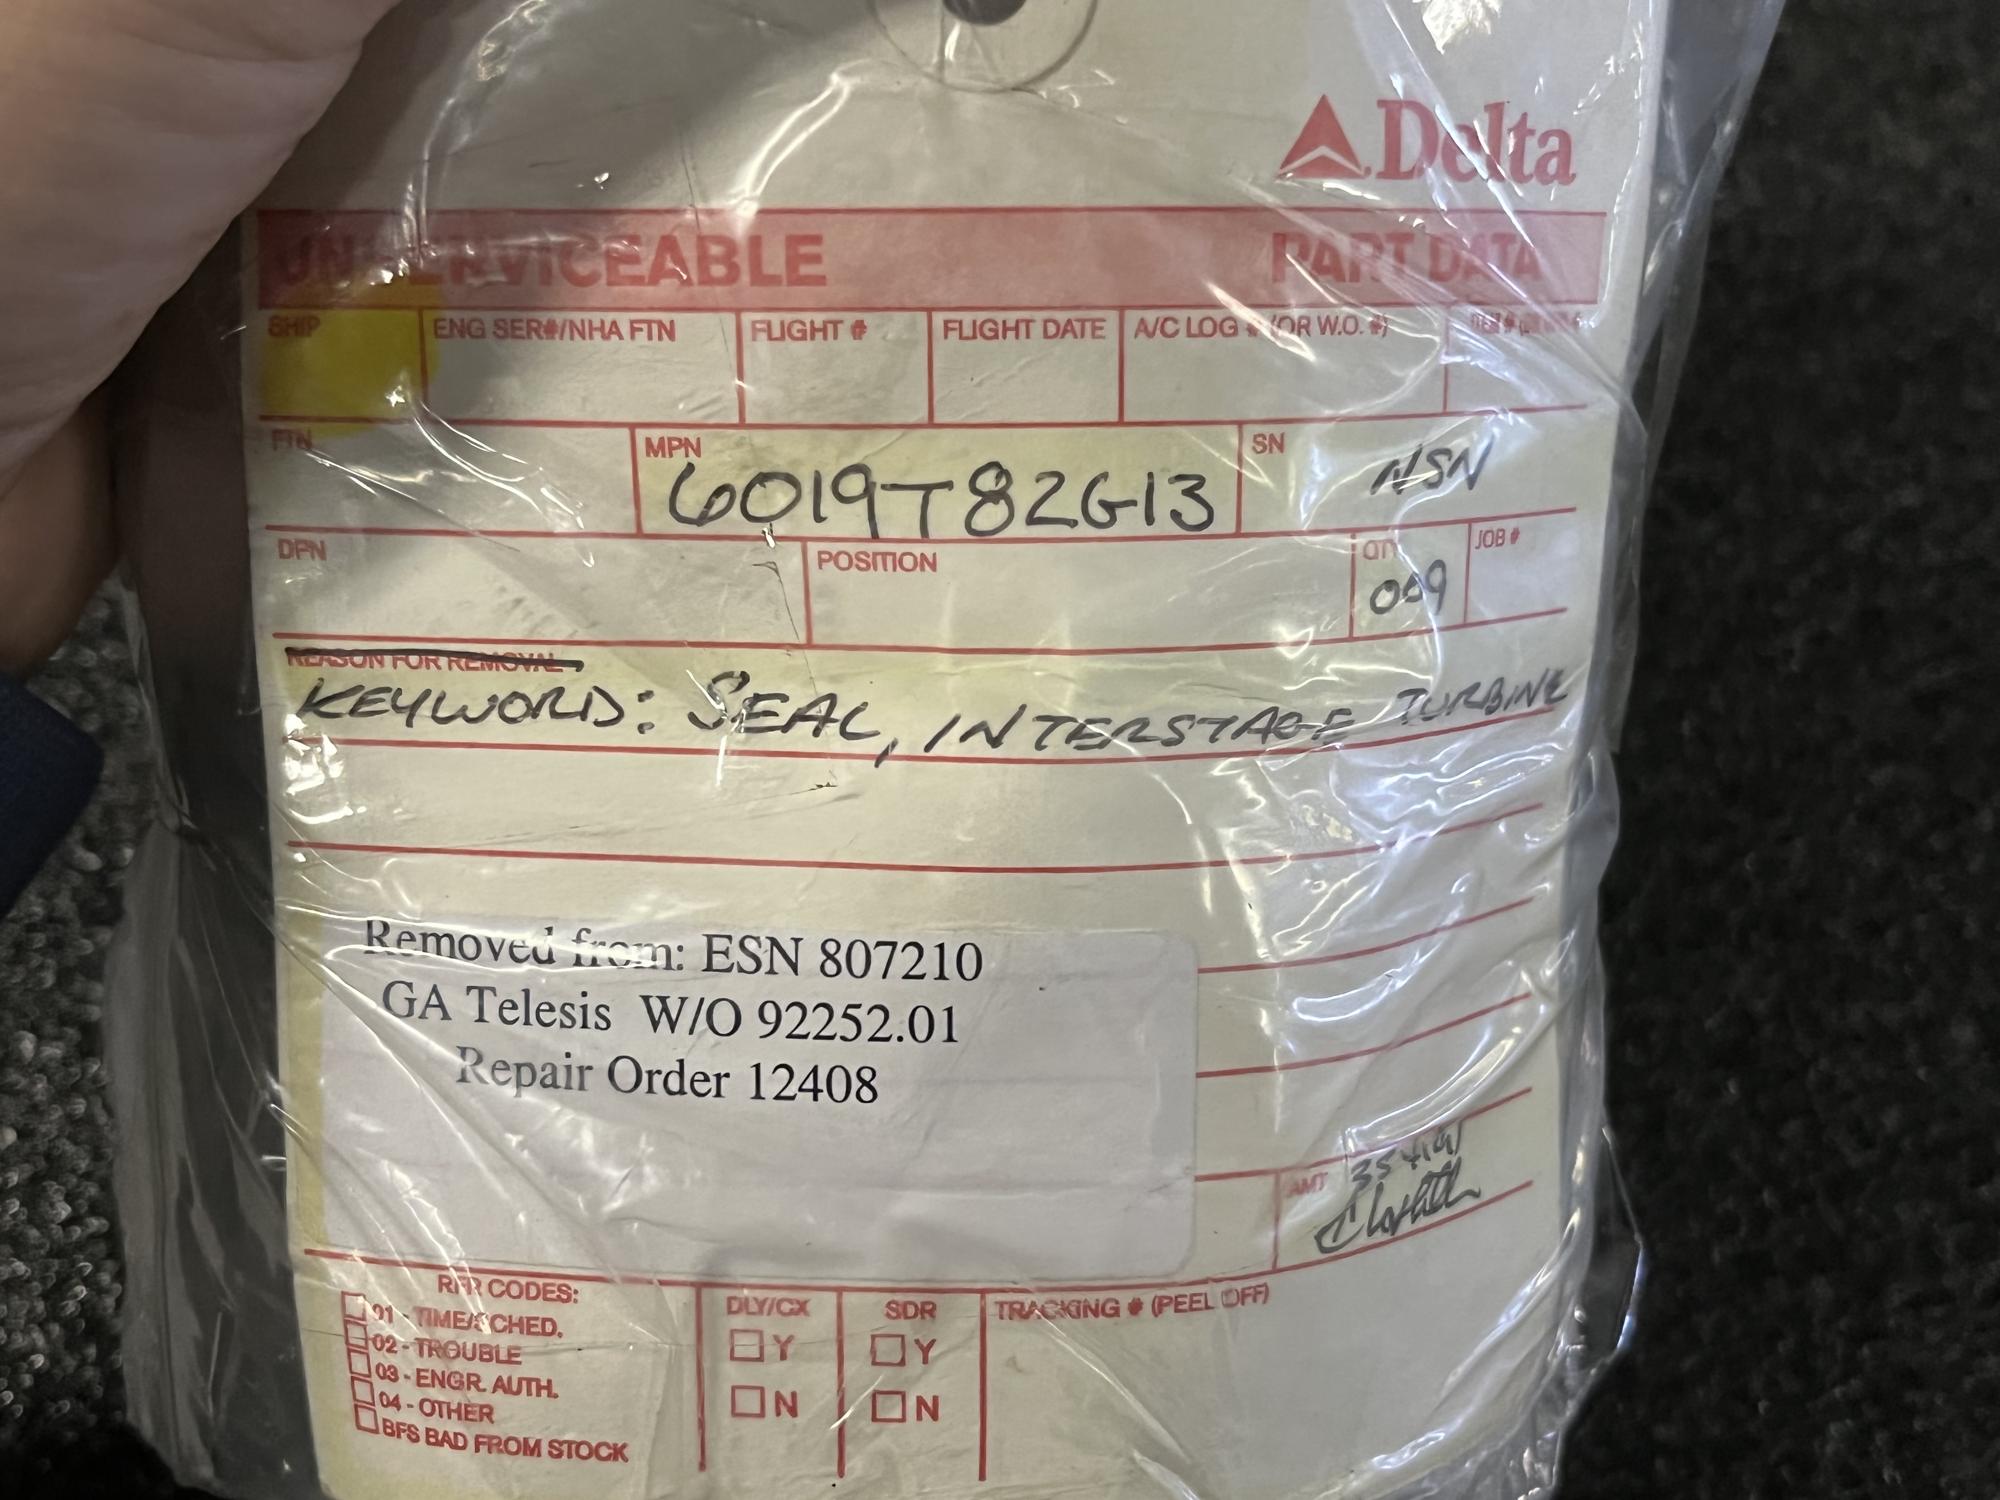 Delta
UNSERVICEABLE PART DATA
SHIP ENG SER#/NHA FTN FLIGHT # FLIGHT DATE A/C LOG # (OR W.O. #) ITEM #
FTN MPN 6019T82G13 SN NSN
DPN POSITION QTY 009 JOB #
REASON FOR REMOVAL
KEYWORD: SEAL, INTERSTAGE TURBINE
Removed from: ESN 807210
GA Telesis W/O 92252.01
Repair Order 12408
AMT
RFR CODES: DLY/CX SDR TRACKING # (PEEL OFF)
01 - TIME/SCHED. Y Y
02 - TROUBLE
03 - ENGR. AUTH. N N
04 - OTHER
BFS BAD FROM STOCK